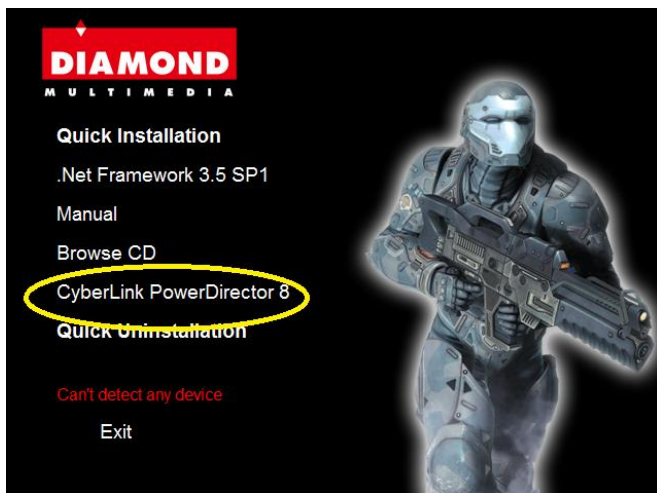 DIAMOND
MULTIMEDIA
Quick Installation
.Net Framework 3.5 SP1
Manual
Browse CD
CyberLink PowerDirector 8
Quick Uninstallation
Can't detect any device
Exit